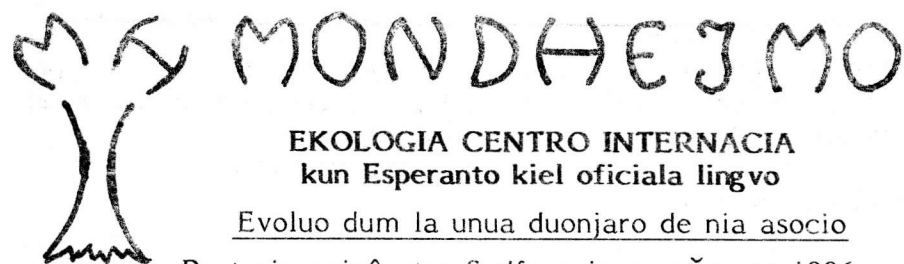 MONDHEJMO
EKOLOGIA CENTRO INTERNACIA
kun Esperanto kiel oficiala lingvo
Evoluo dum la unua duonjaro de nia asocio